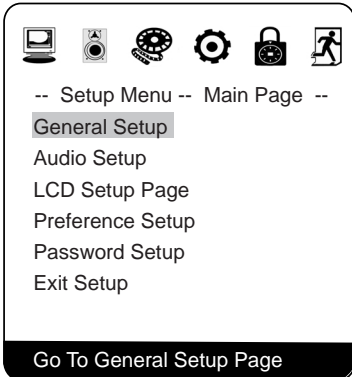 -- Setup Menu -- Main Page --
General Setup
Audio Setup
LCD Setup Page
Preference Setup
Password Setup
Exit Setup
Go To General Setup Page